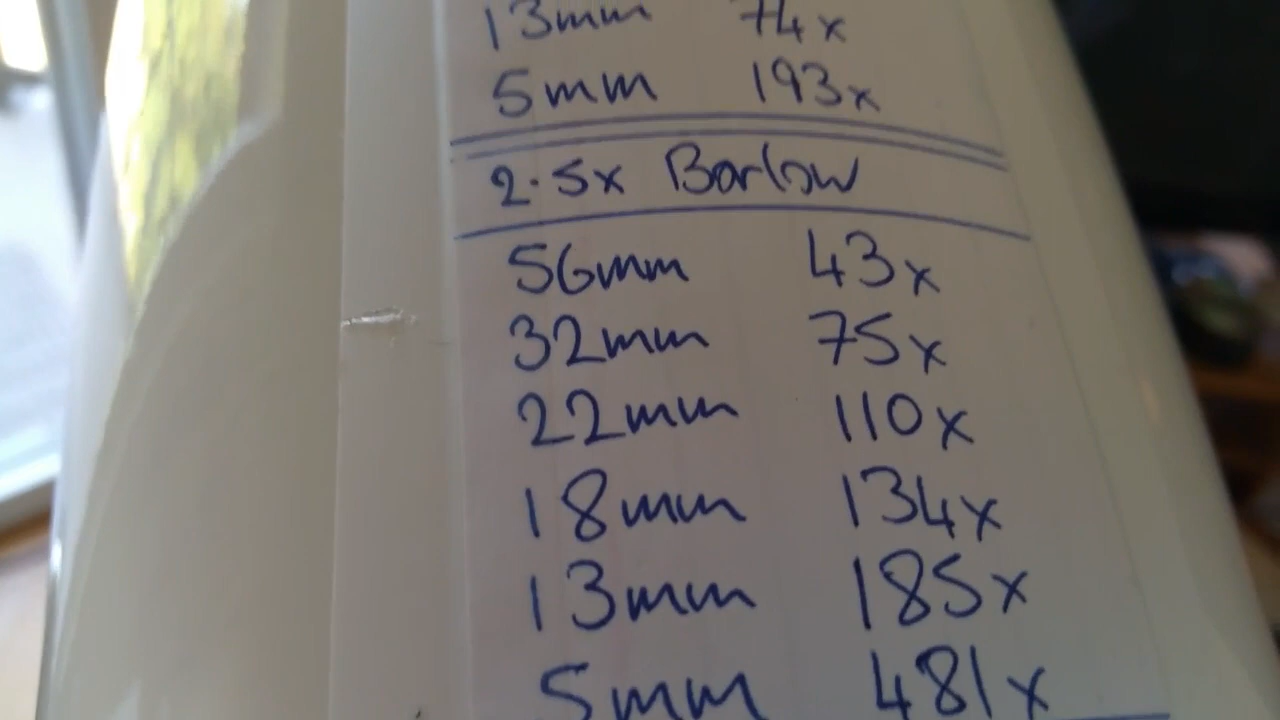 13mm 74x
5mm 193x
2.5x Barlow
56mm 43x
32mm 75x
22mm 110x
18mm 134x
13mm 185x
5mm 481x